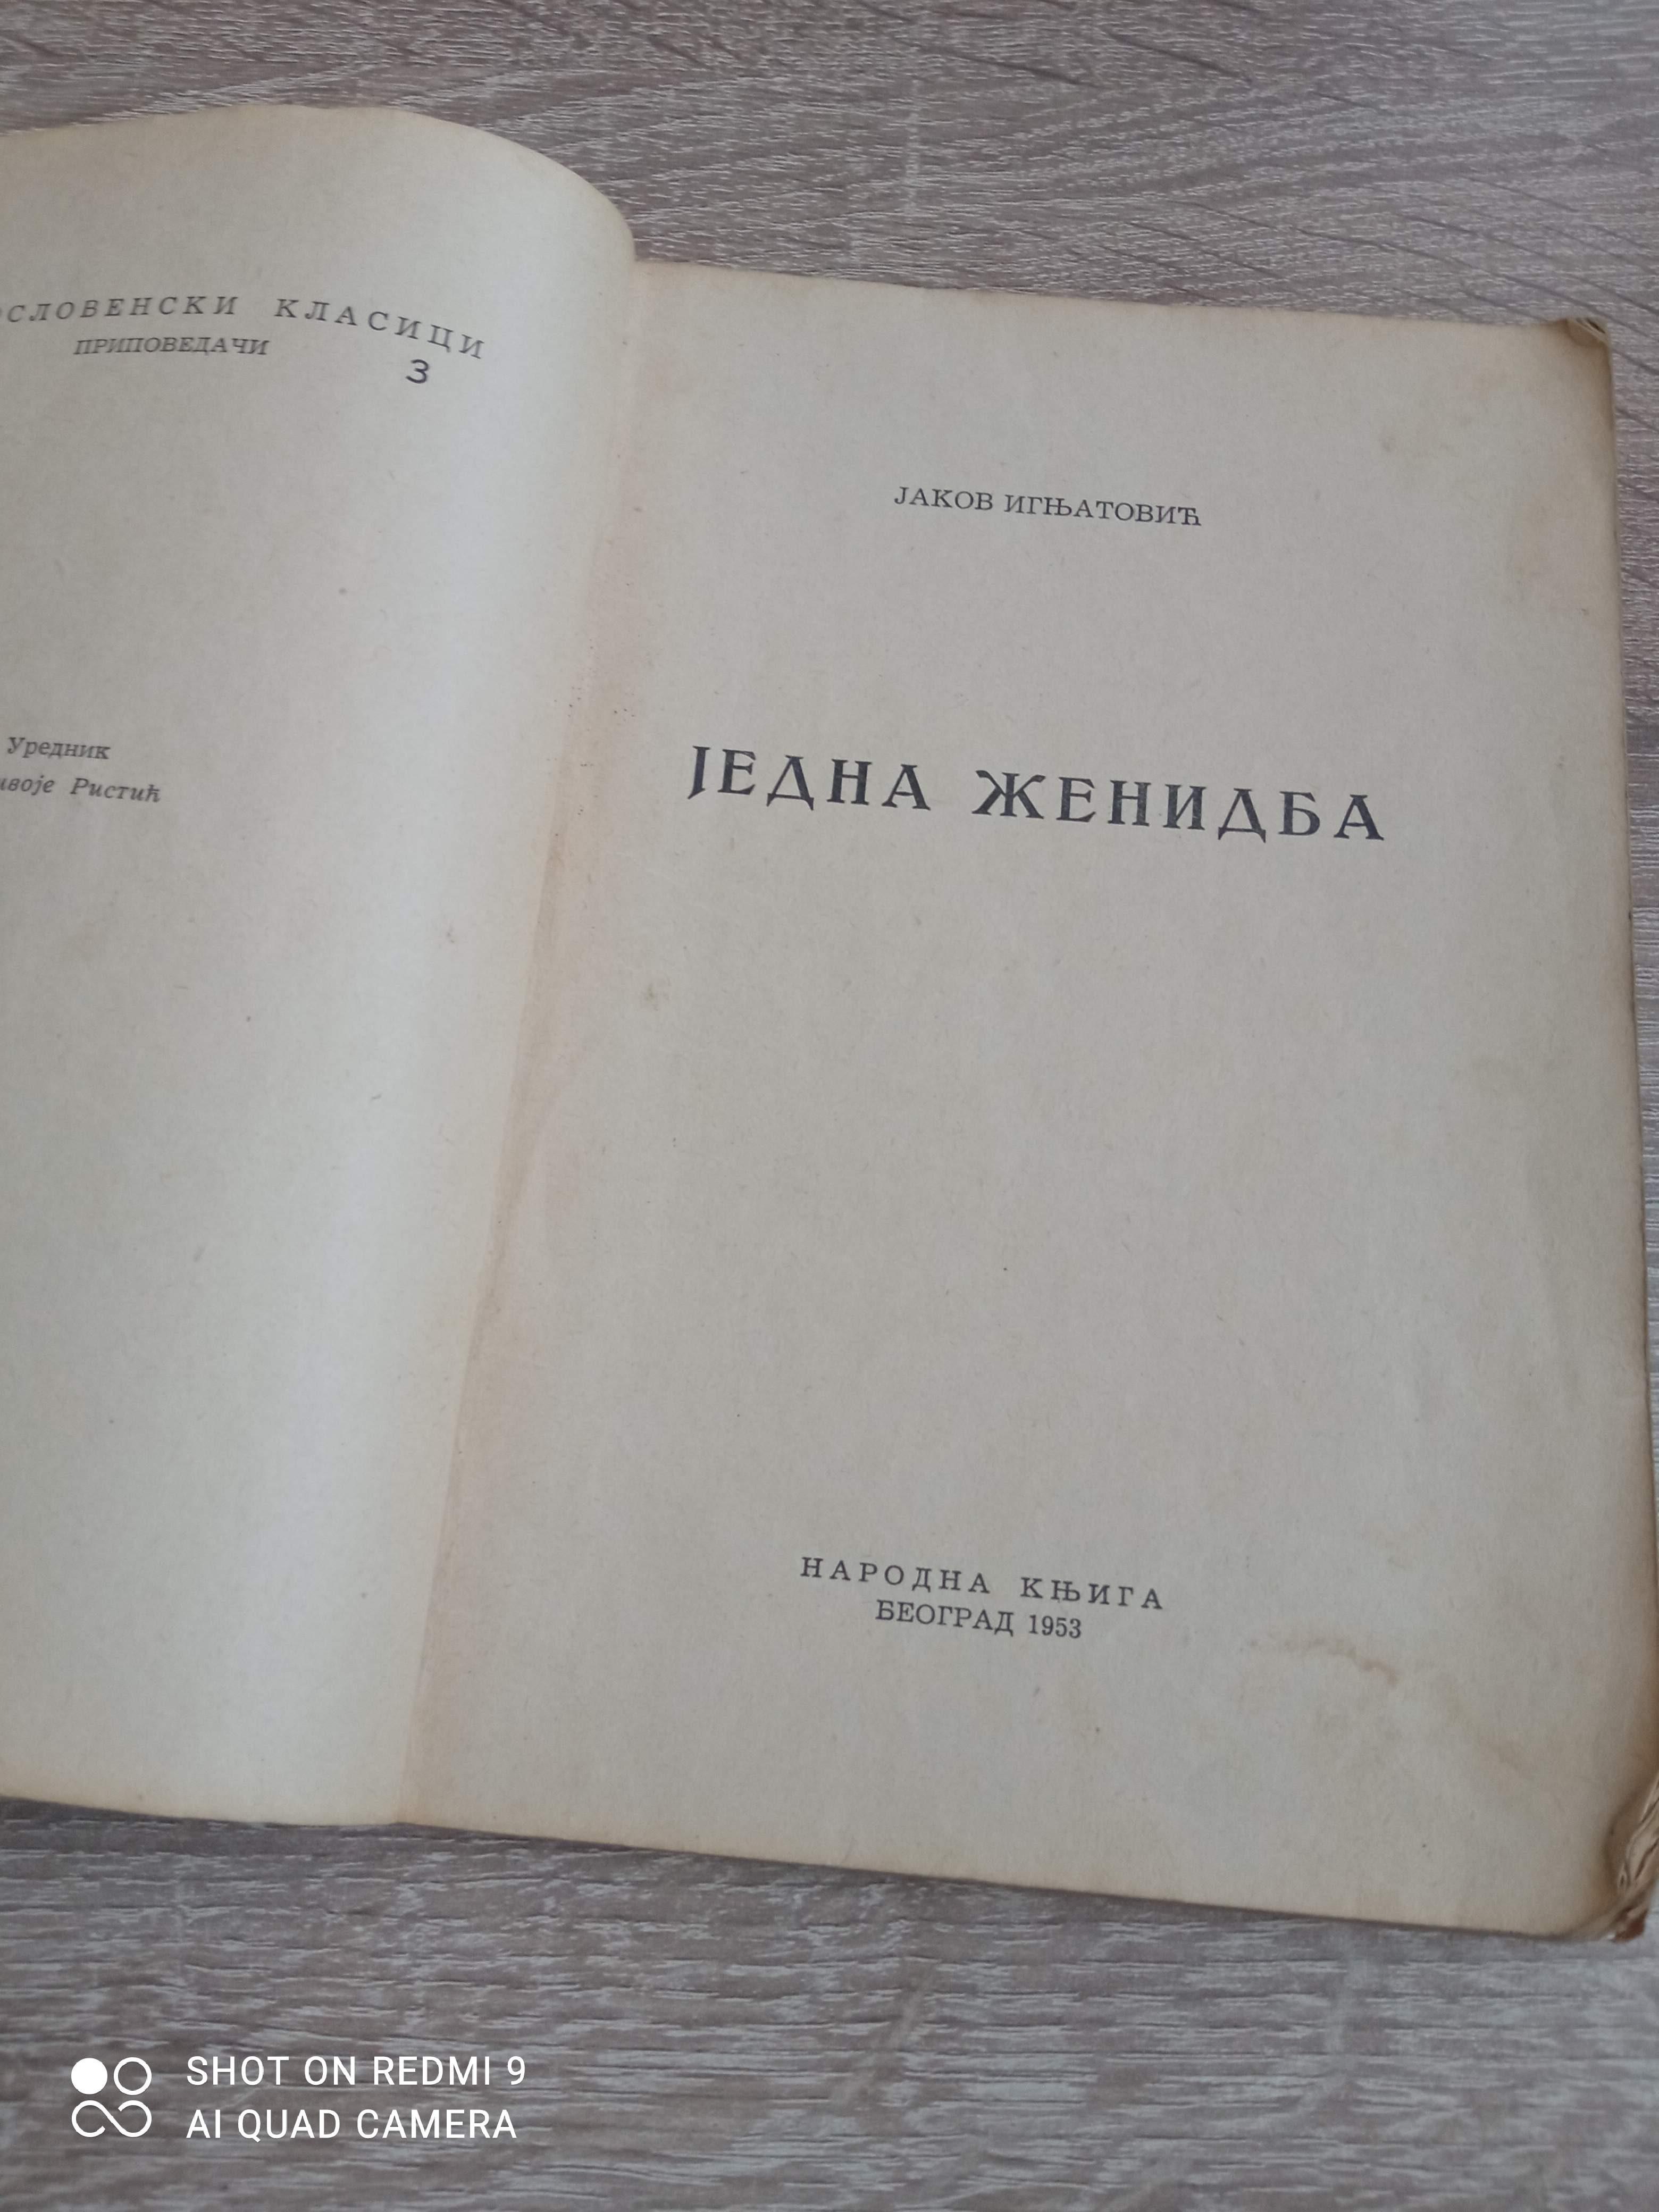 КЛАСИЦИ
ПРИПОВЕДАЧИ
3
Уредник
Ристић
ЈАКОВ ИГЊАТОВИЋ
ЈЕДНА ЖЕНИДБА
НАРОДНА КЊИГА
БЕОГРАД 1953
SHOT ON REDMI 9
AI QUAD CAMERA